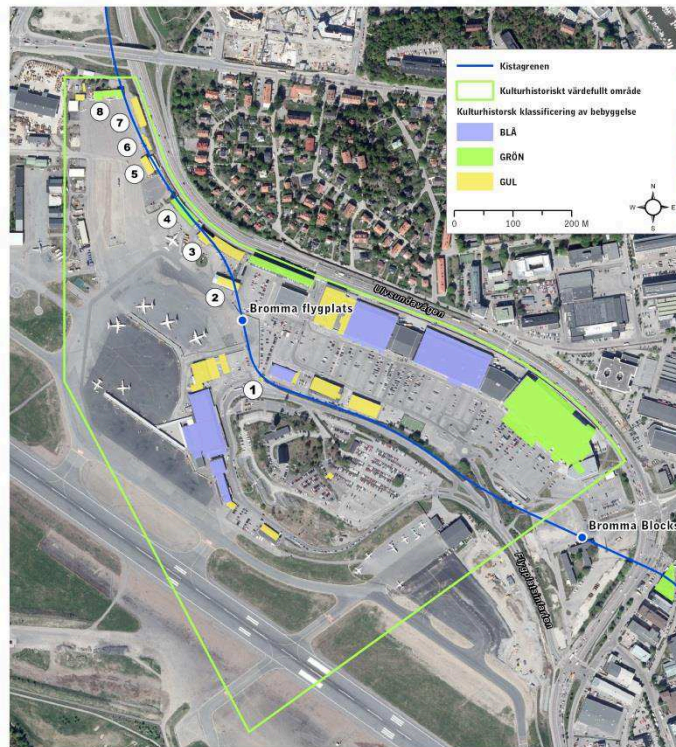 Kistagrenen
Kulturhistoriskt värdefullt område
Kulturhistorsk klassificering av bebyggelse
BLÅ
GRÖN
GUL
N
W
E
S
0
100
200 M
8
7
6
5
4
3
2
Ulvsundavägen
Bromma flygplats
1
Bromma Blocks
Flygplatsinfarten